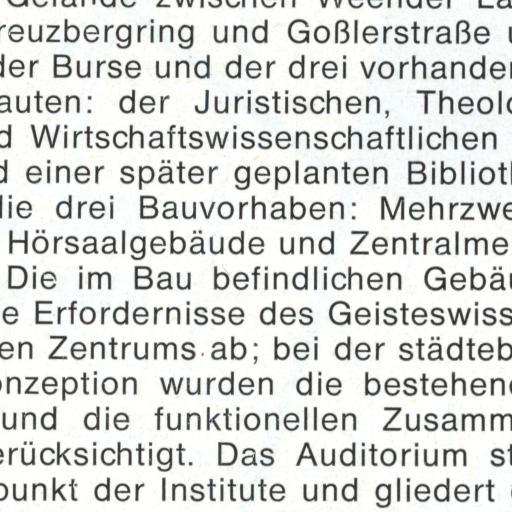 Gelände zwischen Weender La
reuzbergring und Goßlerstraße u
der Burse und der drei vorhanden
auten: der Juristischen, Theolo
d Wirtschaftswissenschaftlichen
d einer später geplanten Biblioth
lie drei Bauvorhaben: Mehrzwe
Hörsaalgebäude und Zentralme
Die im Bau befindlichen Gebäu
e Erfordernisse des Geisteswiss
en Zentrums ab; bei der städteb
onzeption wurden die bestehend
und die funktionellen Zusamm
erücksichtigt. Das Auditorium st
punkt der Institute und gliedert